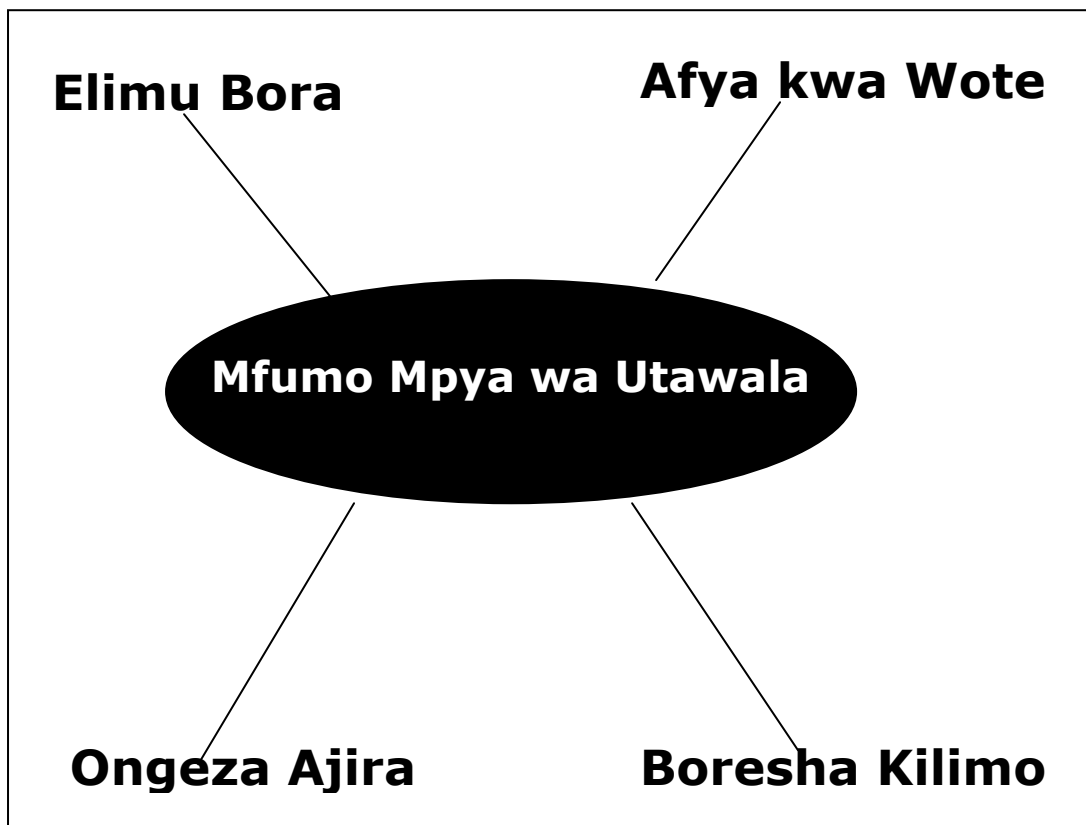 Elimu Bora
Afya kwa Wote
Mfumo Mpya wa Utawala
Ongeza Ajira
Boresha Kilimo